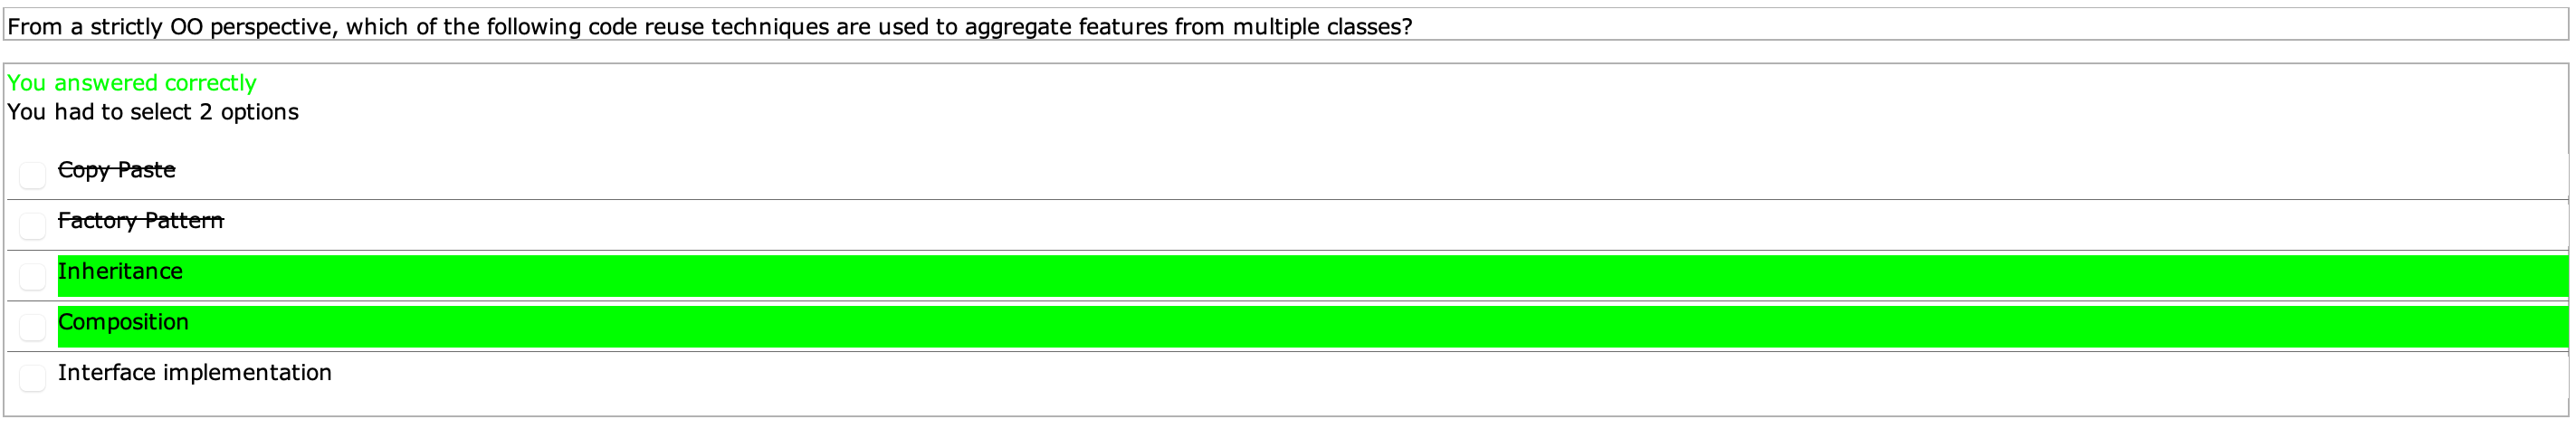 From a strictly OO perspective, which of the following code reuse techniques are used to aggregate features from multiple classes?
You answered correctly
You had to select 2 options
Copy Paste
Factory Pattern
Inheritance
Composition
Interface implementation